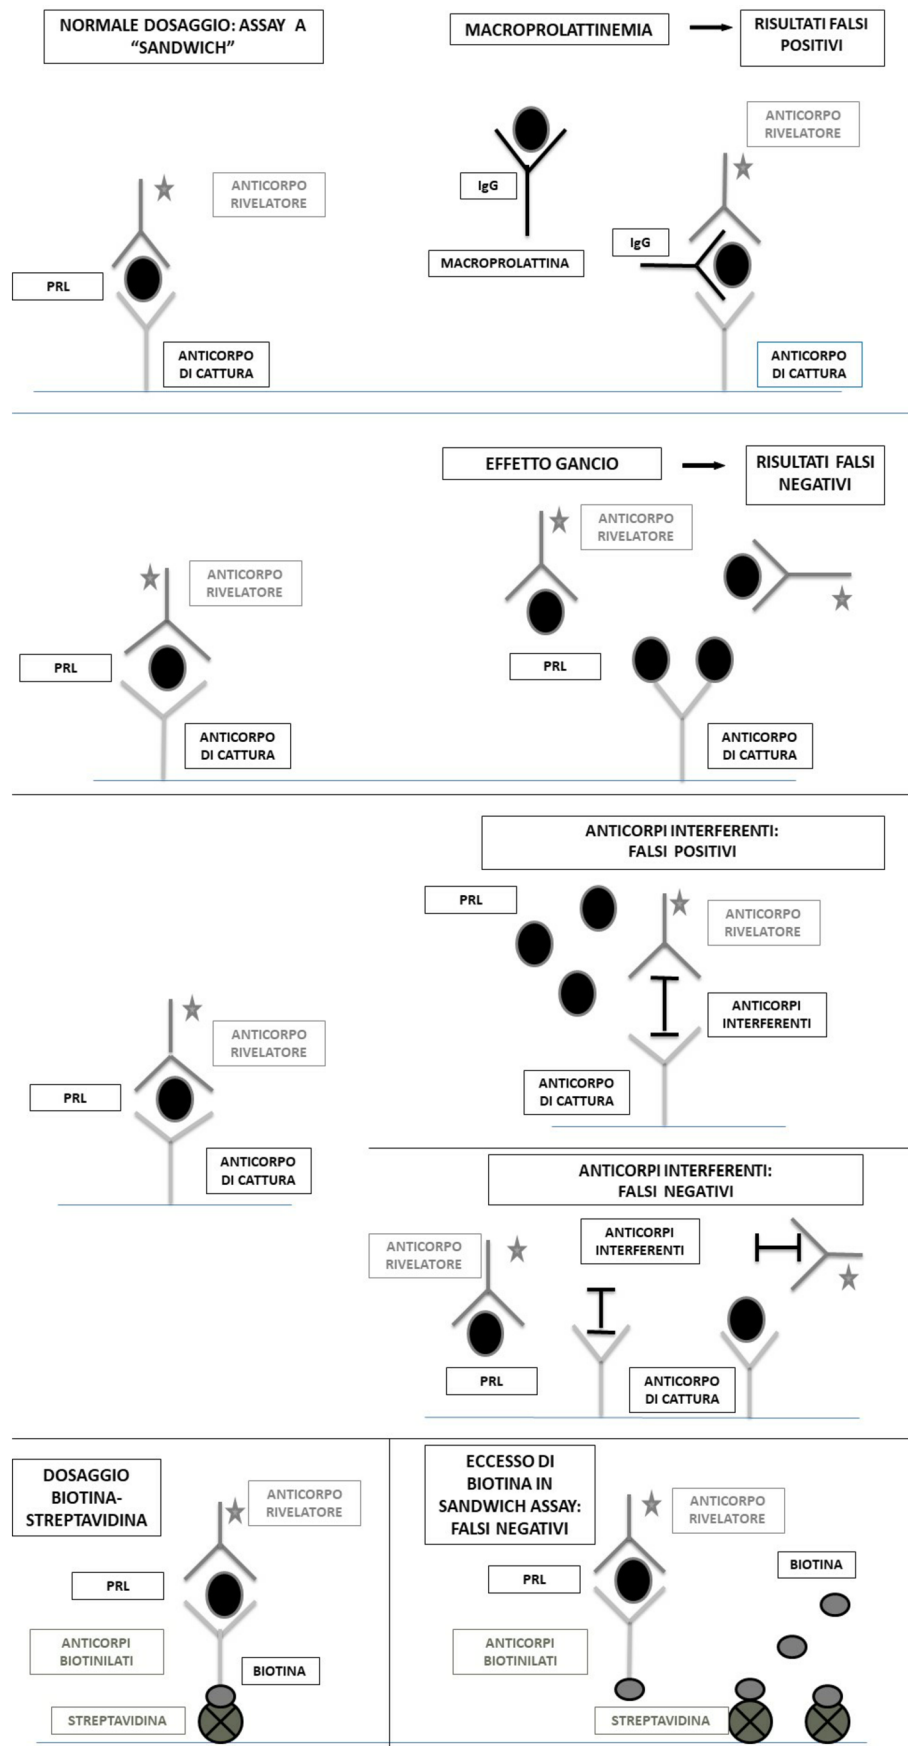 NORMALE DOSAGGIO: ASSAY A
“SANDWICH”
MACROPROLATTINEMIA
RISULTATI FALSI
POSITIVI
ANTICORPO
RIVELATORE
ANTICORPO
RIVELATORE
IgG
IgG
MACROPROLATTINA
PRL
ANTICORPO
DI CATTURA
ANTICORPO
DI CATTURA
EFFETTO GANCIO
RISULTATI FALSI
NEGATIVI
ANTICORPO
RIVELATORE
ANTICORPO
RIVELATORE
PRL
PRL
ANTICORPO
DI CATTURA
ANTICORPO
DI CATTURA
ANTICORPI INTERFERENTI:
FALSI POSITIVI
PRL
ANTICORPO
RIVELATORE
ANTICORPI
INTERFERENTI
ANTICORPO
DI CATTURA
ANTICORPO
RIVELATORE
PRL
ANTICORPO
DI CATTURA
ANTICORPI INTERFERENTI:
FALSI NEGATIVI
ANTICORPO
RIVELATORE
ANTICORPI
INTERFERENTI
PRL
ANTICORPO
DI CATTURA
DOSAGGIO
BIOTINA-
STREPTAVIDINA
ANTICORPO
RIVELATORE
PRL
ANTICORPI
BIOTINILATI
BIOTINA
STREPTAVIDINA
ECCESSO DI
BIOTINA IN
SANDWICH ASSAY:
FALSI NEGATIVI
ANTICORPO
RIVELATORE
PRL
BIOTINA
ANTICORPI
BIOTINILATI
STREPTAVIDINA